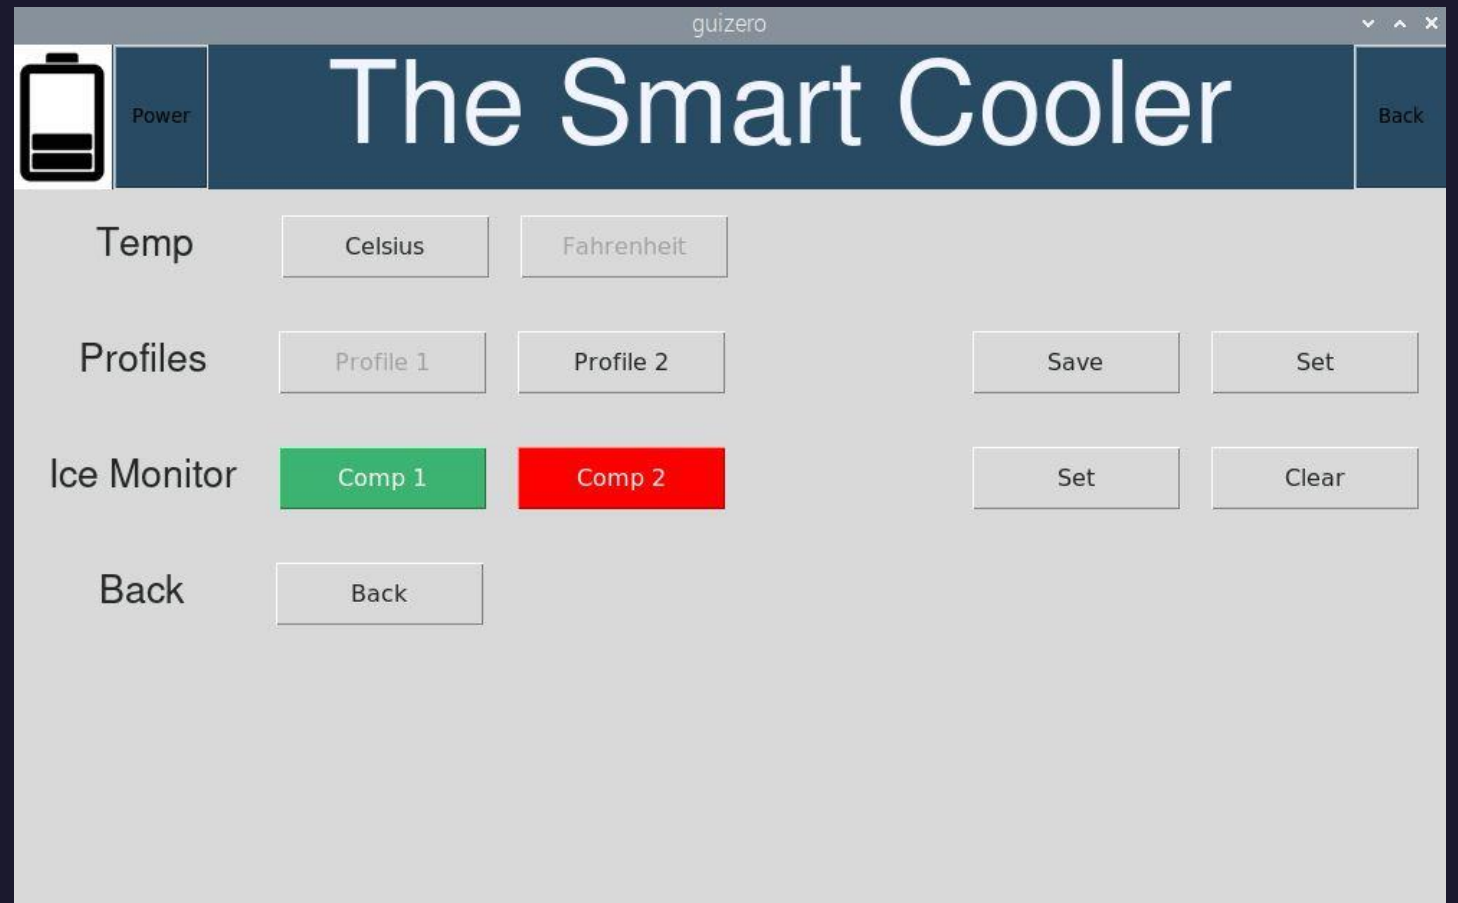 guizero
Power The Smart Cooler Back
Temp Celsius Fahrenheit
Profiles Profile 1 Profile 2 Save Set
Ice Monitor Comp 1 Comp 2 Set Clear
Back Back